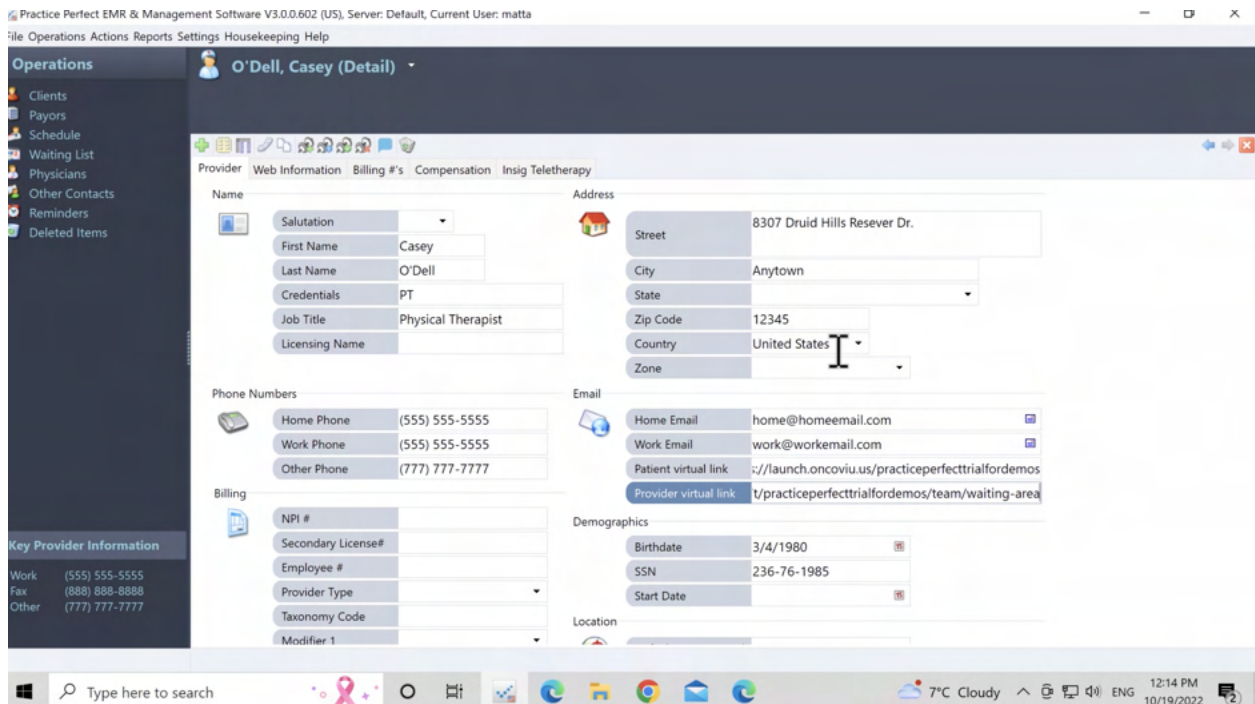 Practice Perfect EMR & Management Software V3.0.0.602 (US), Server: Default, Current User: matta
File Operations Actions Reports Settings Housekeeping Help
Operations
O'Dell, Casey (Detail)
Clients
Payors
Schedule
Waiting List
Physicians
Other Contacts
Reminders
Deleted Items
Provider Web Information Billing #'s Compensation Insig Teletherapy
Name
Salutation
First Name Casey
Last Name O'Dell
Credentials PT
Job Title Physical Therapist
Licensing Name
Address
Street 8307 Druid Hills Resever Dr.
City Anytown
State
Zip Code 12345
Country United States
Zone
Phone Numbers
Home Phone (555) 555-5555
Work Phone (555) 555-5555
Other Phone (777) 777-7777
Email
Home Email home@homeemail.com
Work Email work@workemail.com
Patient virtual link s://launch.oncoviu.us/practiceperfecttrialfordemos
Provider virtual link t/practiceperfecttrialfordemos/team/waiting-area
Billing
NPI #
Secondary License#
Employee #
Provider Type
Taxonomy Code
Modifier 1
Demographics
Birthdate 3/4/1980
SSN 236-76-1985
Start Date
Location
Key Provider Information
Work (555) 555-5555
Fax (888) 888-8888
Other (777) 777-7777
Type here to search
7°C Cloudy
ENG
12:14 PM
10/19/2022
2